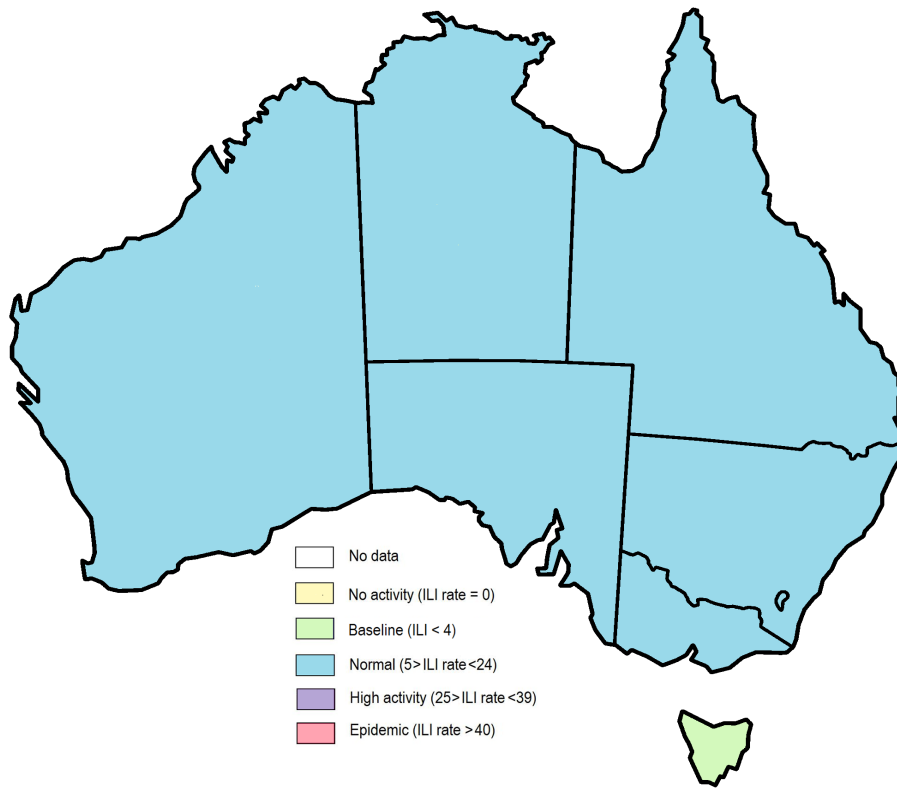 No data
No activity (ILI rate = 0)
Baseline (ILI < 4)
Normal (5> ILI rate<24)
High activity (25> ILI rate <39)
Epidemic (ILI rate >40)